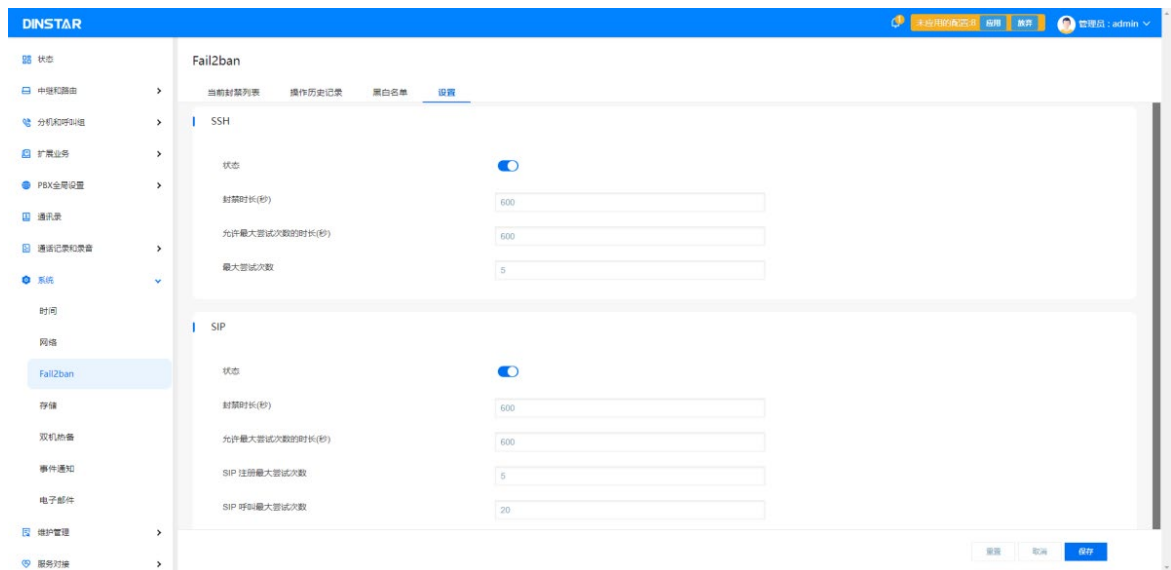 DINSTAR
未应用的配置:8 应用 放弃
管理员 : admin
状态
中继和路由
分机和呼叫组
扩展业务
PBX全局设置
通讯录
通话记录和录音
系统
时间
网络
Fail2ban
存储
双机热备
事件通知
电子邮件
维护管理
服务对接
Fail2ban
当前封禁列表 操作历史记录 黑白名单 设置
SSH
状态
封禁时长(秒) 600
允许最大尝试次数的时长(秒) 600
最大尝试次数 5
SIP
状态
封禁时长(秒) 600
允许最大尝试次数的时长(秒) 600
SIP 注册最大尝试次数 5
SIP 呼叫最大尝试次数 20
重置 取消 保存